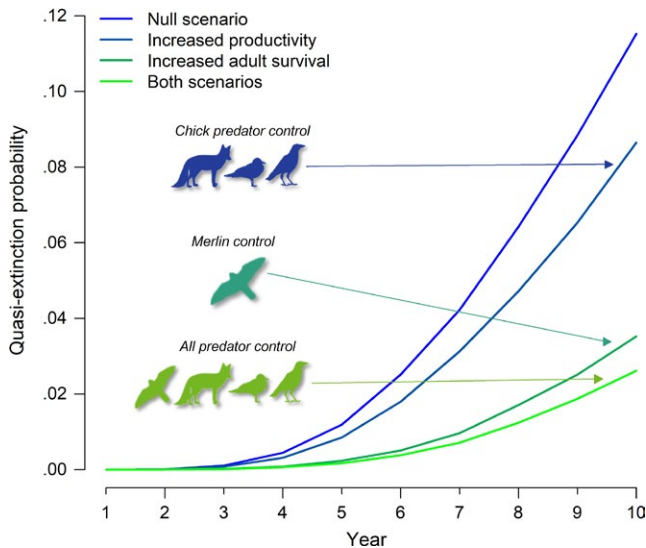 .12
.10
.08
.06
.04
.02
.00
Quasi-extinction probability
Null scenario
Increased productivity
Increased adult survival
Both scenarios
Chick predator control
Merlin control
All predator control
1 2 3 4 5 6 7 8 9 10
Year